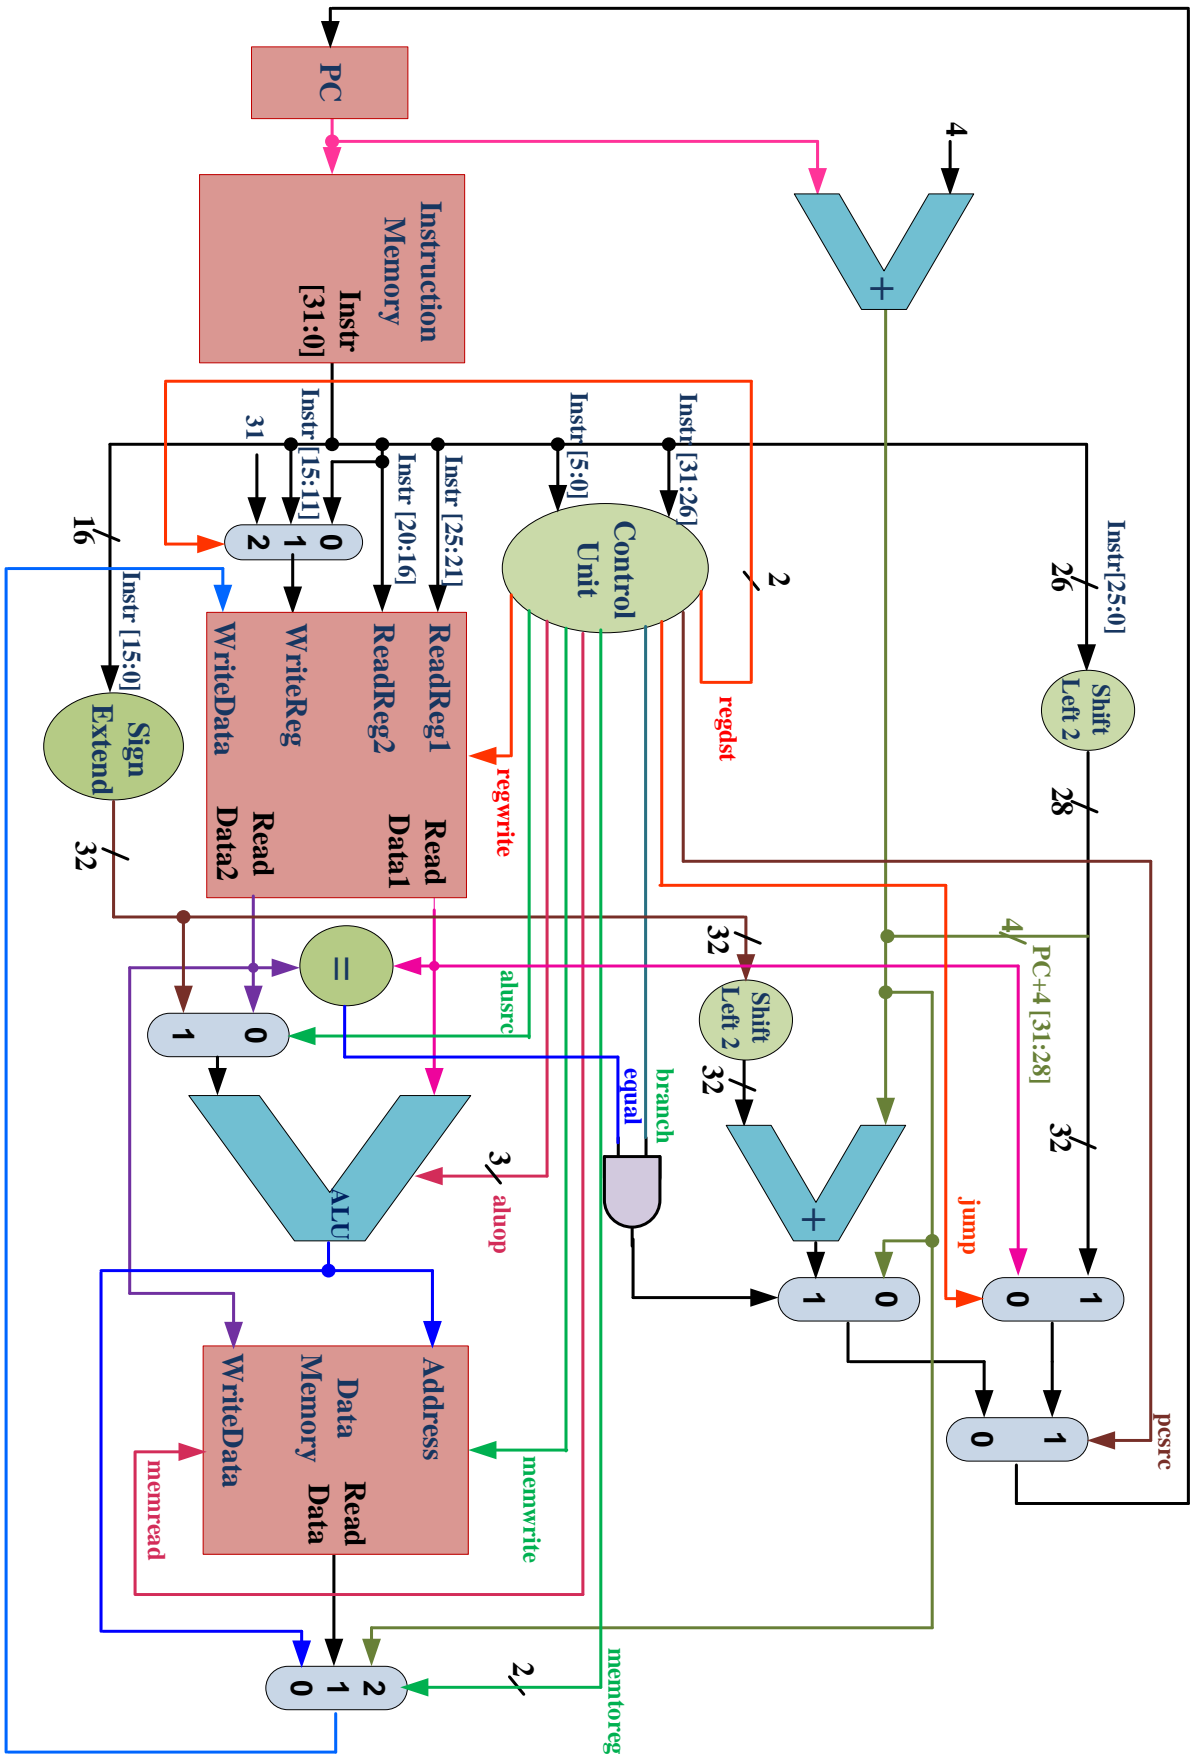 4
+
Shift
Left 2
Instr[25:0]
26
28
PC+4 [31:28]
4
32
1
0
jump
1
0
pcsrc
1
0
+
Shift
Left 2
32
32
branch
equal
2
regdst
Instr [31:26]
Instr [5:0]
Control
Unit
regwrite
alusrc
3
aluop
memwrite
2
memtoreg
PC
Instruction
Memory
Instr
[31:0]
Instr [25:21]
Instr [20:16]
Instr [15:11]
31
0
1
2
ReadReg1
ReadReg2
WriteReg
WriteData
Read
Data1
Read
Data2
=
0
1
ALU
Address
Data
Memory
WriteData
Read
Data
memread
2
1
0
16
Instr [15:0]
Sign
Extend
32